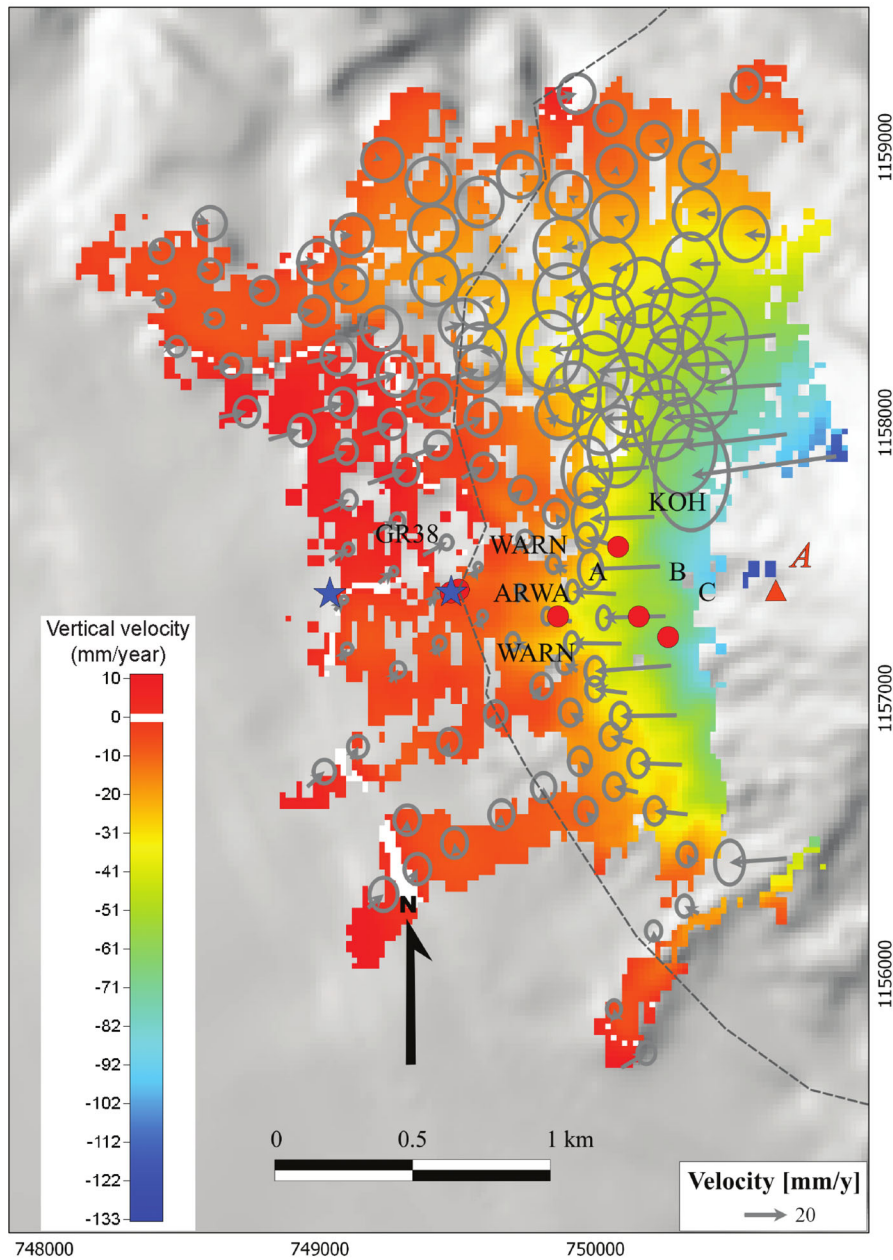 1159000
1158000
KOH
GR38
WARN
A
A
B
ARWA
C
WARN
Vertical velocity
(mm/year)
10
0
-10
-20
-31
-41
-51
-61
-71
-82
-92
-102
-112
-122
-133
1157000
1156000
N
0 0.5 1 km
Velocity [mm/y]
20
748000 749000 750000